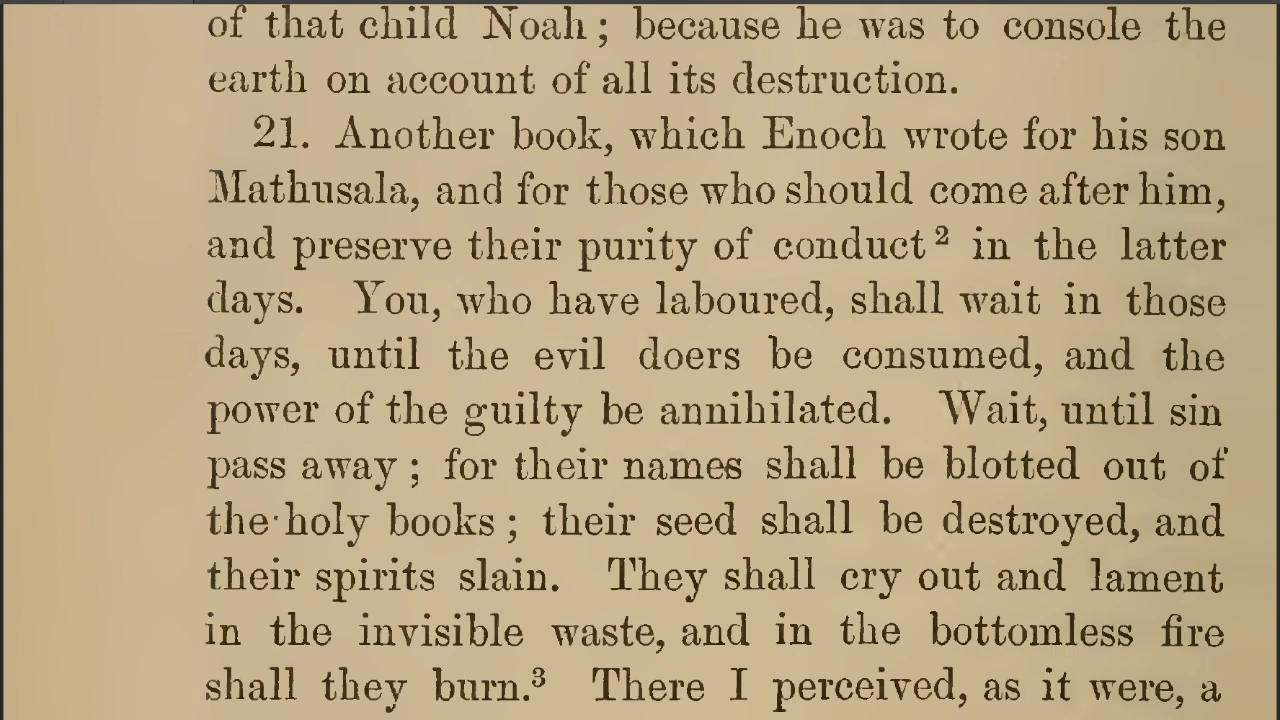 of that child Noah; because he was to console the
earth on account of all its destruction.
21. Another book, which Enoch wrote for his son
Mathusala, and for those who should come after him,
and preserve their purity of conduct ² in the latter
days. You, who have laboured, shall wait in those
days, until the evil doers be consumed, and the
power of the guilty be annihilated. Wait, until sin
pass away; for their names shall be blotted out of
the holy books; their seed shall be destroyed, and
their spirits slain. They shall cry out and lament
in the invisible waste, and in the bottomless fire
shall they burn.³ There I perceived, as it were, a